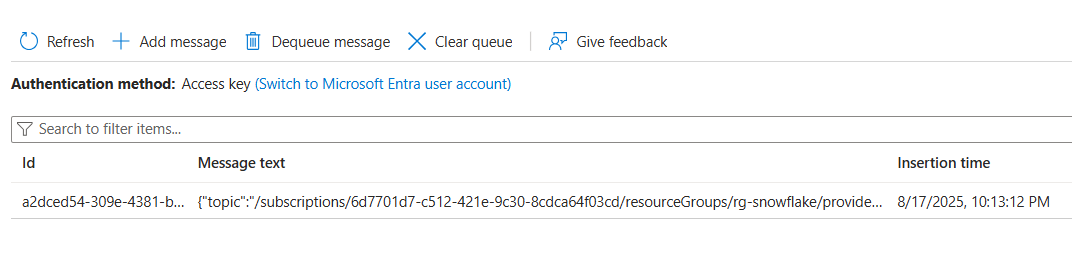 Refresh Add message Dequeue message Clear queue Give feedback
Authentication method: Access key (Switch to Microsoft Entra user account)
Search to filter items...
Id Message text Insertion time
a2dced54-309e-4381-b... {"topic":"/subscriptions/6d7701d7-c512-421e-9c30-8cdca64f03cd/resourceGroups/rg-snowflake/provide... 8/17/2025, 10:13:12 PM